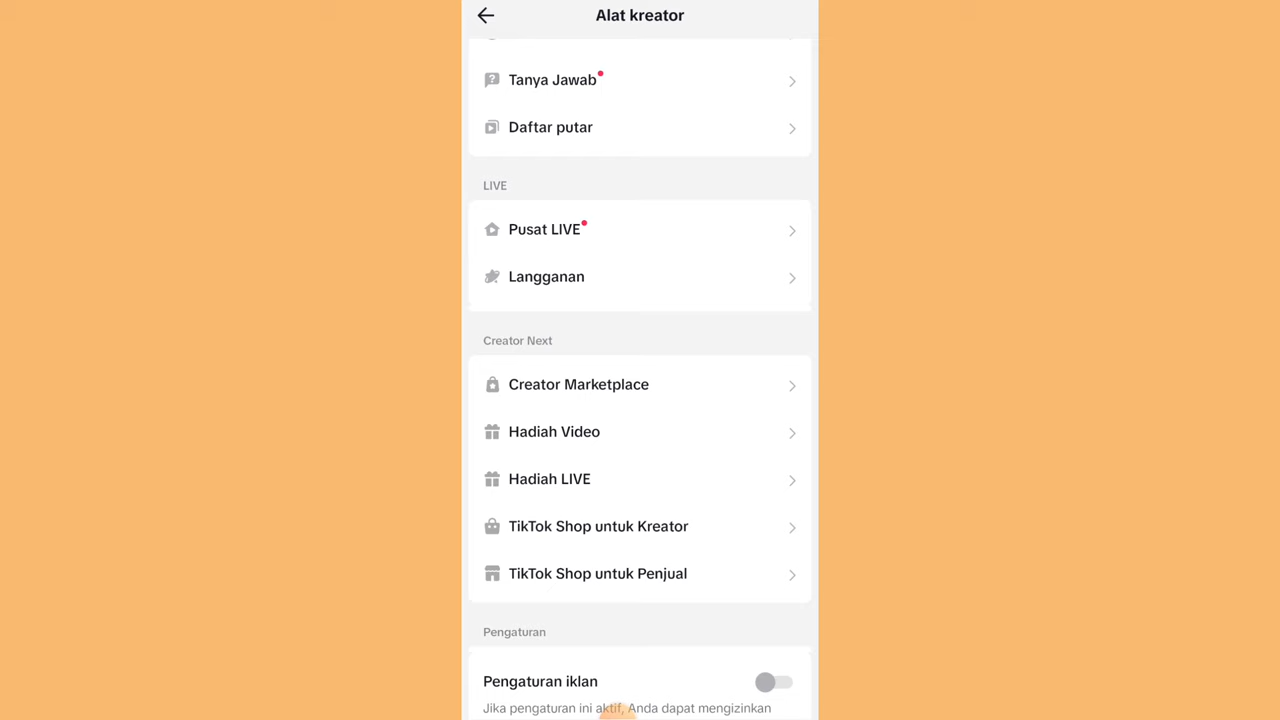 Alat kreator
Tanya Jawab
Daftar putar
LIVE
Pusat LIVE
Langganan
Creator Next
Creator Marketplace
Hadiah Video
Hadiah LIVE
TikTok Shop untuk Kreator
TikTok Shop untuk Penjual
Pengaturan
Pengaturan iklan
Jika pengaturan ini aktif, Anda dapat mengizinkan